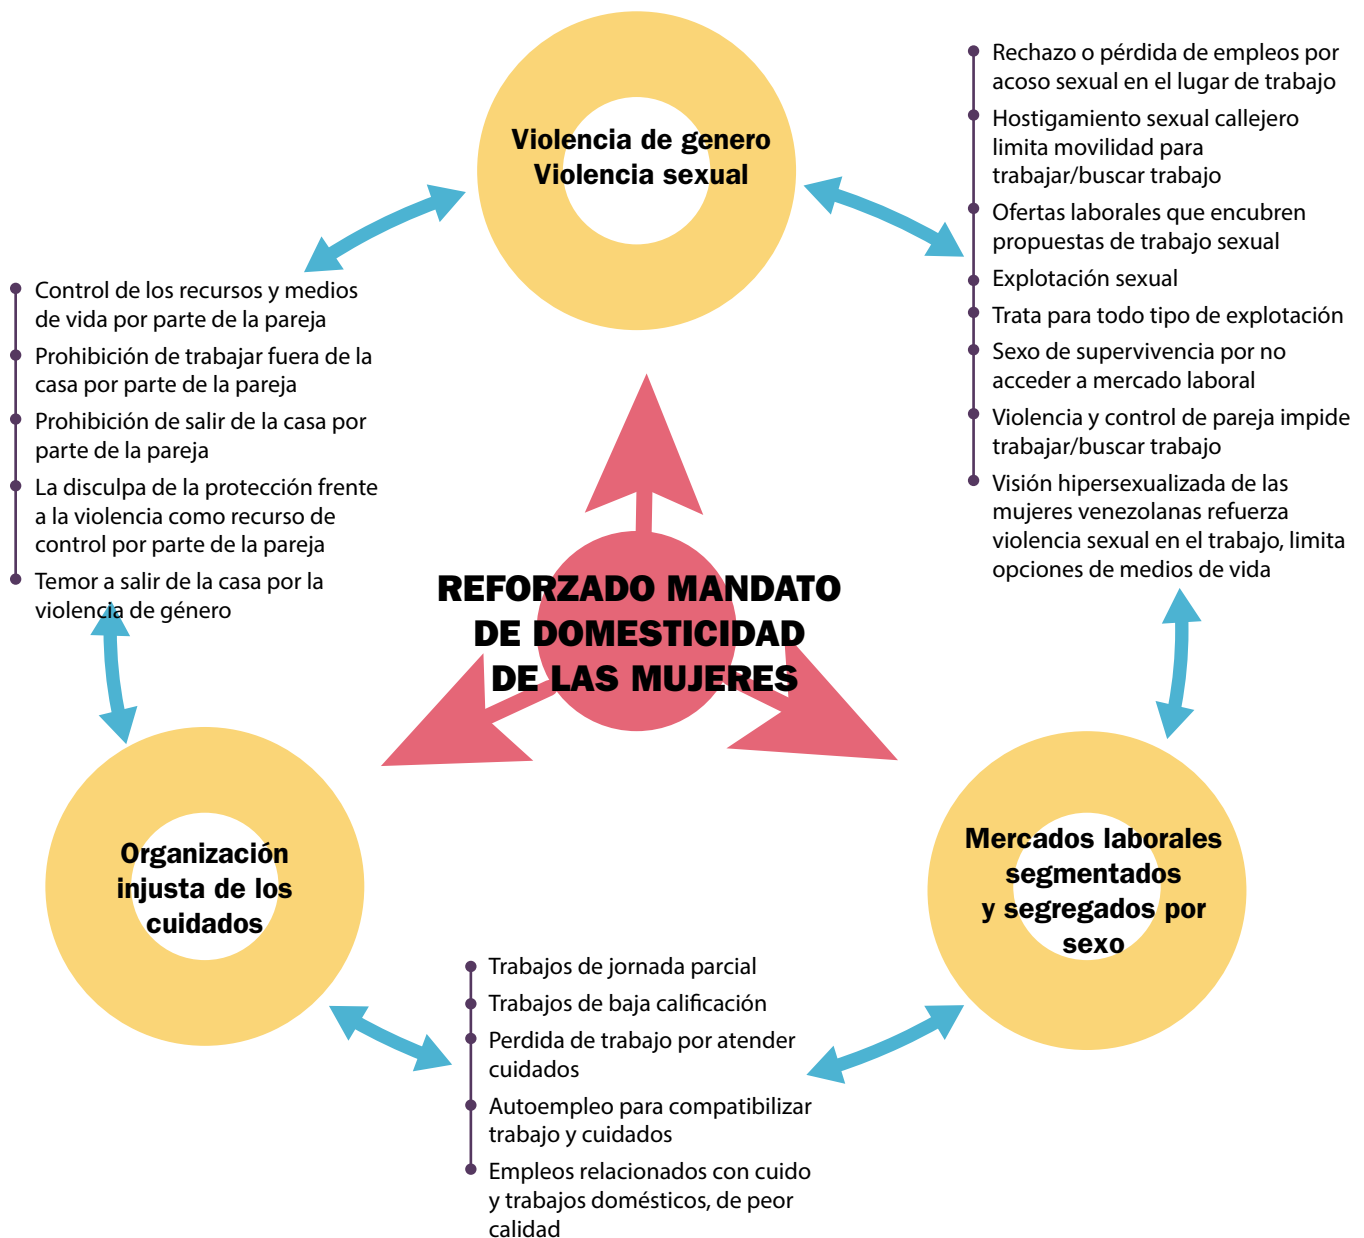 Violencia de genero
Violencia sexual
Rechazo o pérdida de empleos por
acoso sexual en el lugar de trabajo
Hostigamiento sexual callejero
limita movilidad para
trabajar/buscar trabajo
Ofertas laborales que encubren
propuestas de trabajo sexual
Explotación sexual
Trata para todo tipo de explotación
Sexo de supervivencia por no
acceder a mercado laboral
Violencia y control de pareja impide
trabajar/buscar trabajo
Visión hipersexualizada de las
mujeres venezolanas refuerza
violencia sexual en el trabajo, limita
opciones de medios de vida
Control de los recursos y medios
de vida por parte de la pareja
Prohibición de trabajar fuera de la
casa por parte de la pareja
Prohibición de salir de la casa por
parte de la pareja
La disculpa de la protección frente
a la violencia como recurso de
control por parte de la pareja
Temor a salir de la casa por la
violencia de género
REFORZADO MANDATO
DE DOMESTICIDAD
DE LAS MUJERES
Organización
injusta de los
cuidados
Mercados laborales
segmentados
y segregados por
sexo
Trabajos de jornada parcial
Trabajos de baja calificación
Perdida de trabajo por atender
cuidados
Autoempleo para compatibilizar
trabajo y cuidados
Empleos relacionados con cuido
y trabajos domésticos, de peor
calidad